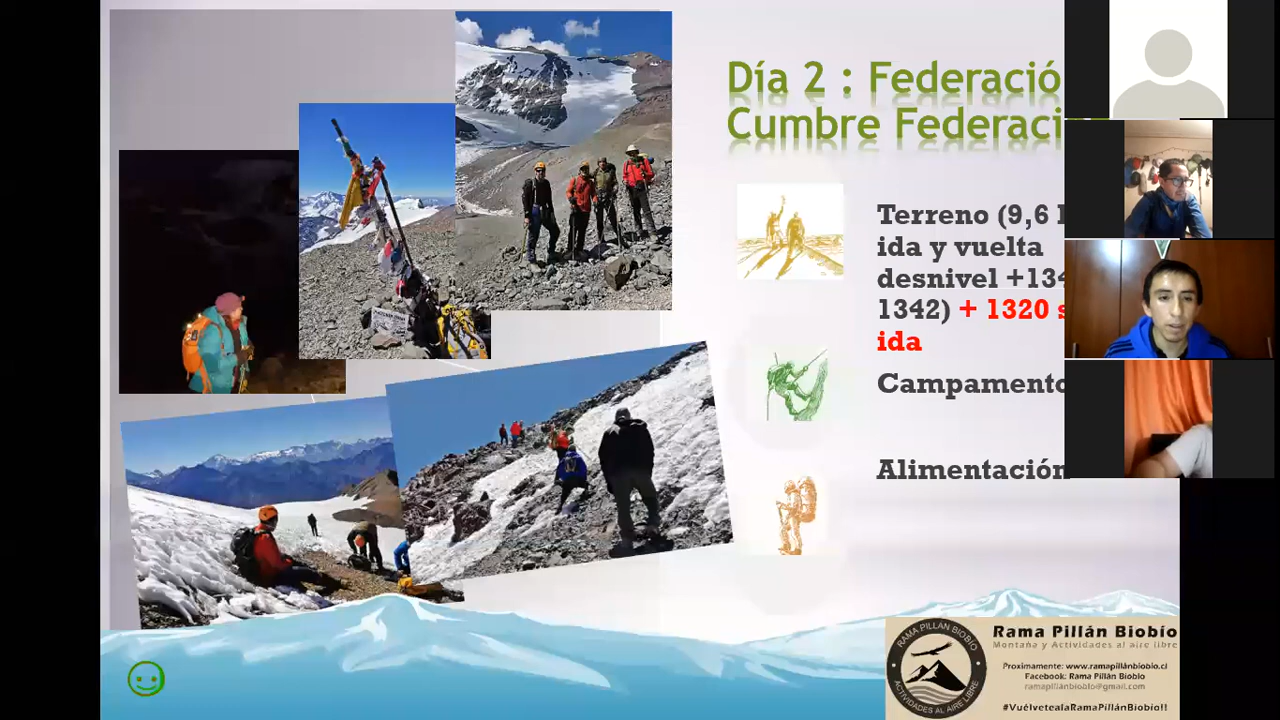 Día 2 : Federació
Cumbre Federaci
Terreno (9,6
ida y vuelta
desnivel +134
1342) + 1320 s
ida
Campamento
Alimentación
RAMA PILLÁN BIOBÍO
ACTIVIDADES AL AIRE LIBRE
Rama Pillán Biobío
Montaña y Actividades al aire libre
Proximamente: www.ramapillánbiobío.cl
Facebook: Rama Pillán Biobío
ramapillanbiobio@gmail.com
#VuélvetealaRamaPillánBiobío!!